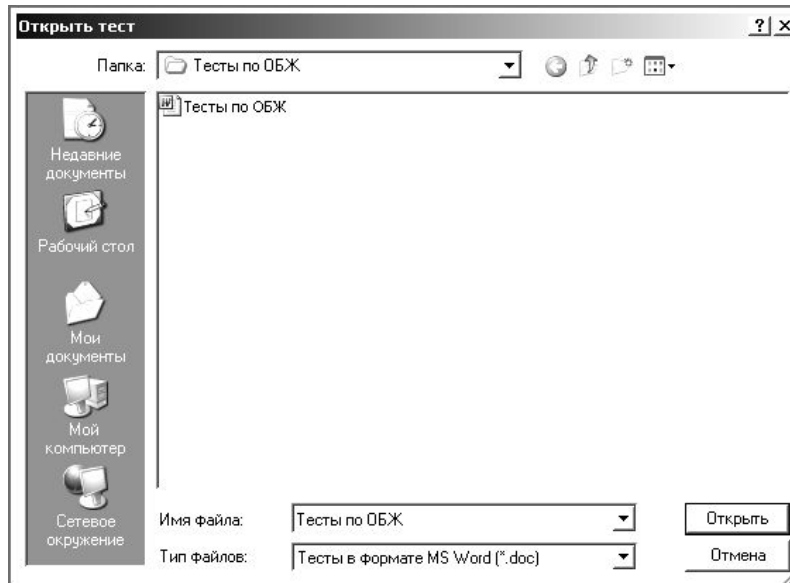 Открыть тест
Папка: Тесты по ОБЖ
Тесты по ОБЖ
Недавние
документы
Рабочий стол
Мои
документы
Мой
компьютер
Сетевое
окружение
Имя файла: Тесты по ОБЖ Открыть
Тип файлов: Тесты в формате MS Word (*.doc) Отмена